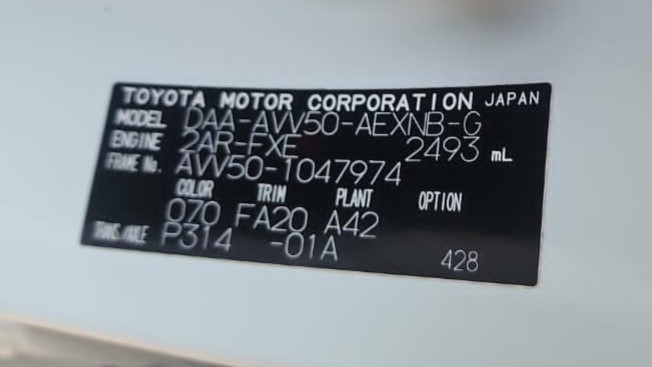 TOYOTA MOTOR CORPORATION JAPAN
MODEL DAA-AVV50-AEXNB-G
ENGINE 2AR-FXE 2493 mL
FRAME No. AVV50-1047974
COLOR TRIM PLANT OPTION
070 FA20 A42
TRANS./AXLE P314 -01A
428